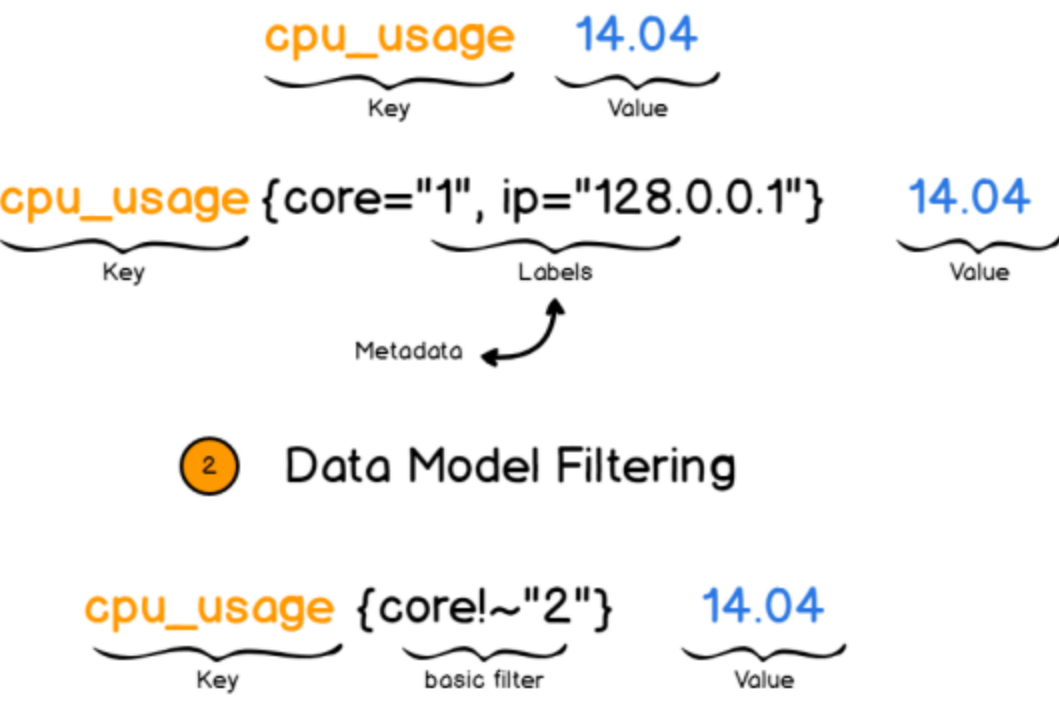 cpu_usage 14.04
Key Value
cpu_usage {core="1", ip="128.0.0.1"} 14.04
Key Labels Value
Metadata
2 Data Model Filtering
cpu_usage {core!~"2"} 14.04
Key basic filter Value